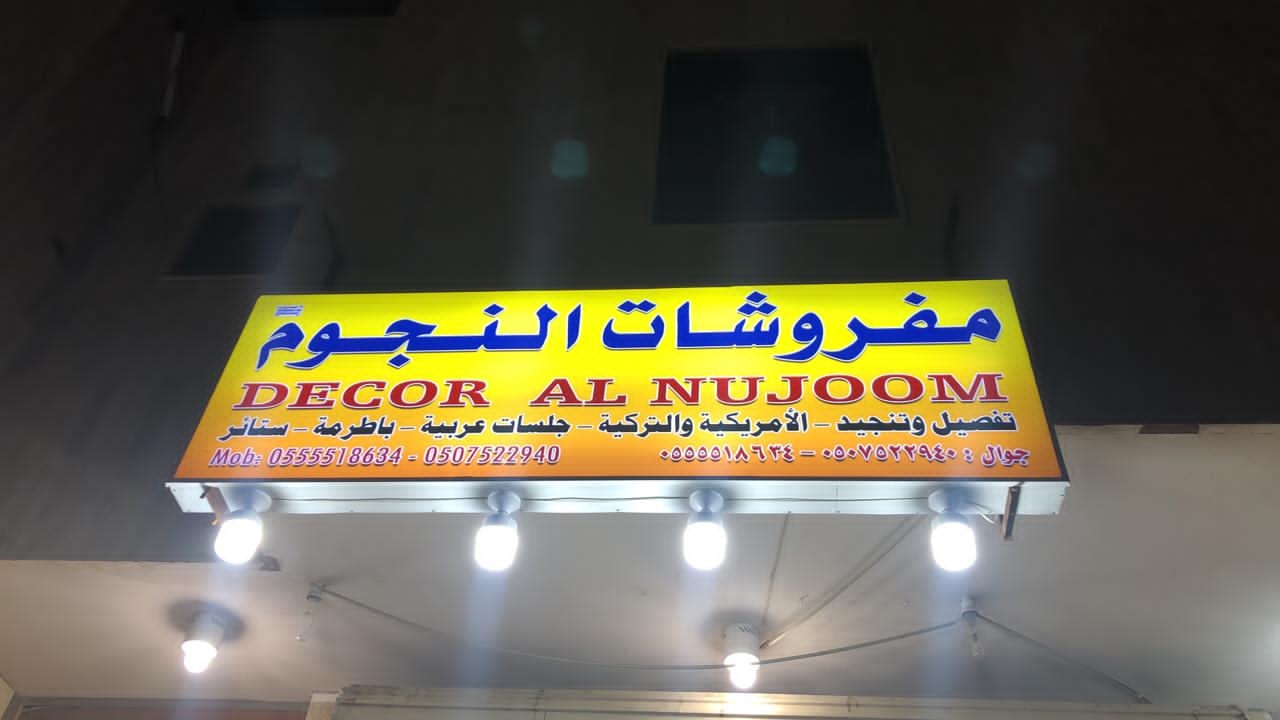 مفروشات النجوم
DECOR AL NUJOOM
تفصيل وتنجيد – الأمريكية والتركية – جلسات عربية – باطرمة – ستائر
Mob: 0555518634 - 0507522940
جوال : ٠٥٠٧٥٢٢٩٤٠ – ٠٥٥٥٥١٨٦٣٤